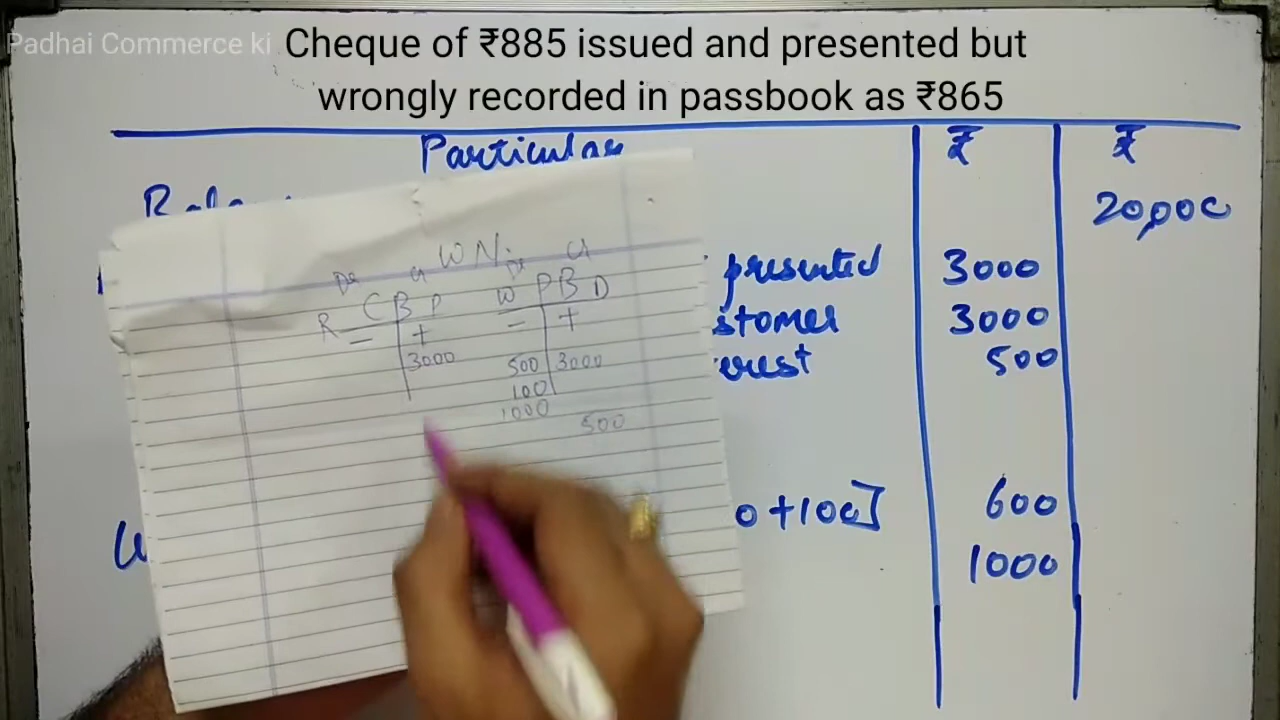 Padhai Commerce ki
Cheque of ₹885 issued and presented but
wrongly recorded in passbook as ₹865
Particulars ₹ ₹
20,000
presented 3000
stomer 3000
erest 500
0 +100] 600
1000
W N:
Dr Cr Dr Cr
R CB P W PB D
- + - +
3000 500 3000
100
1000
500